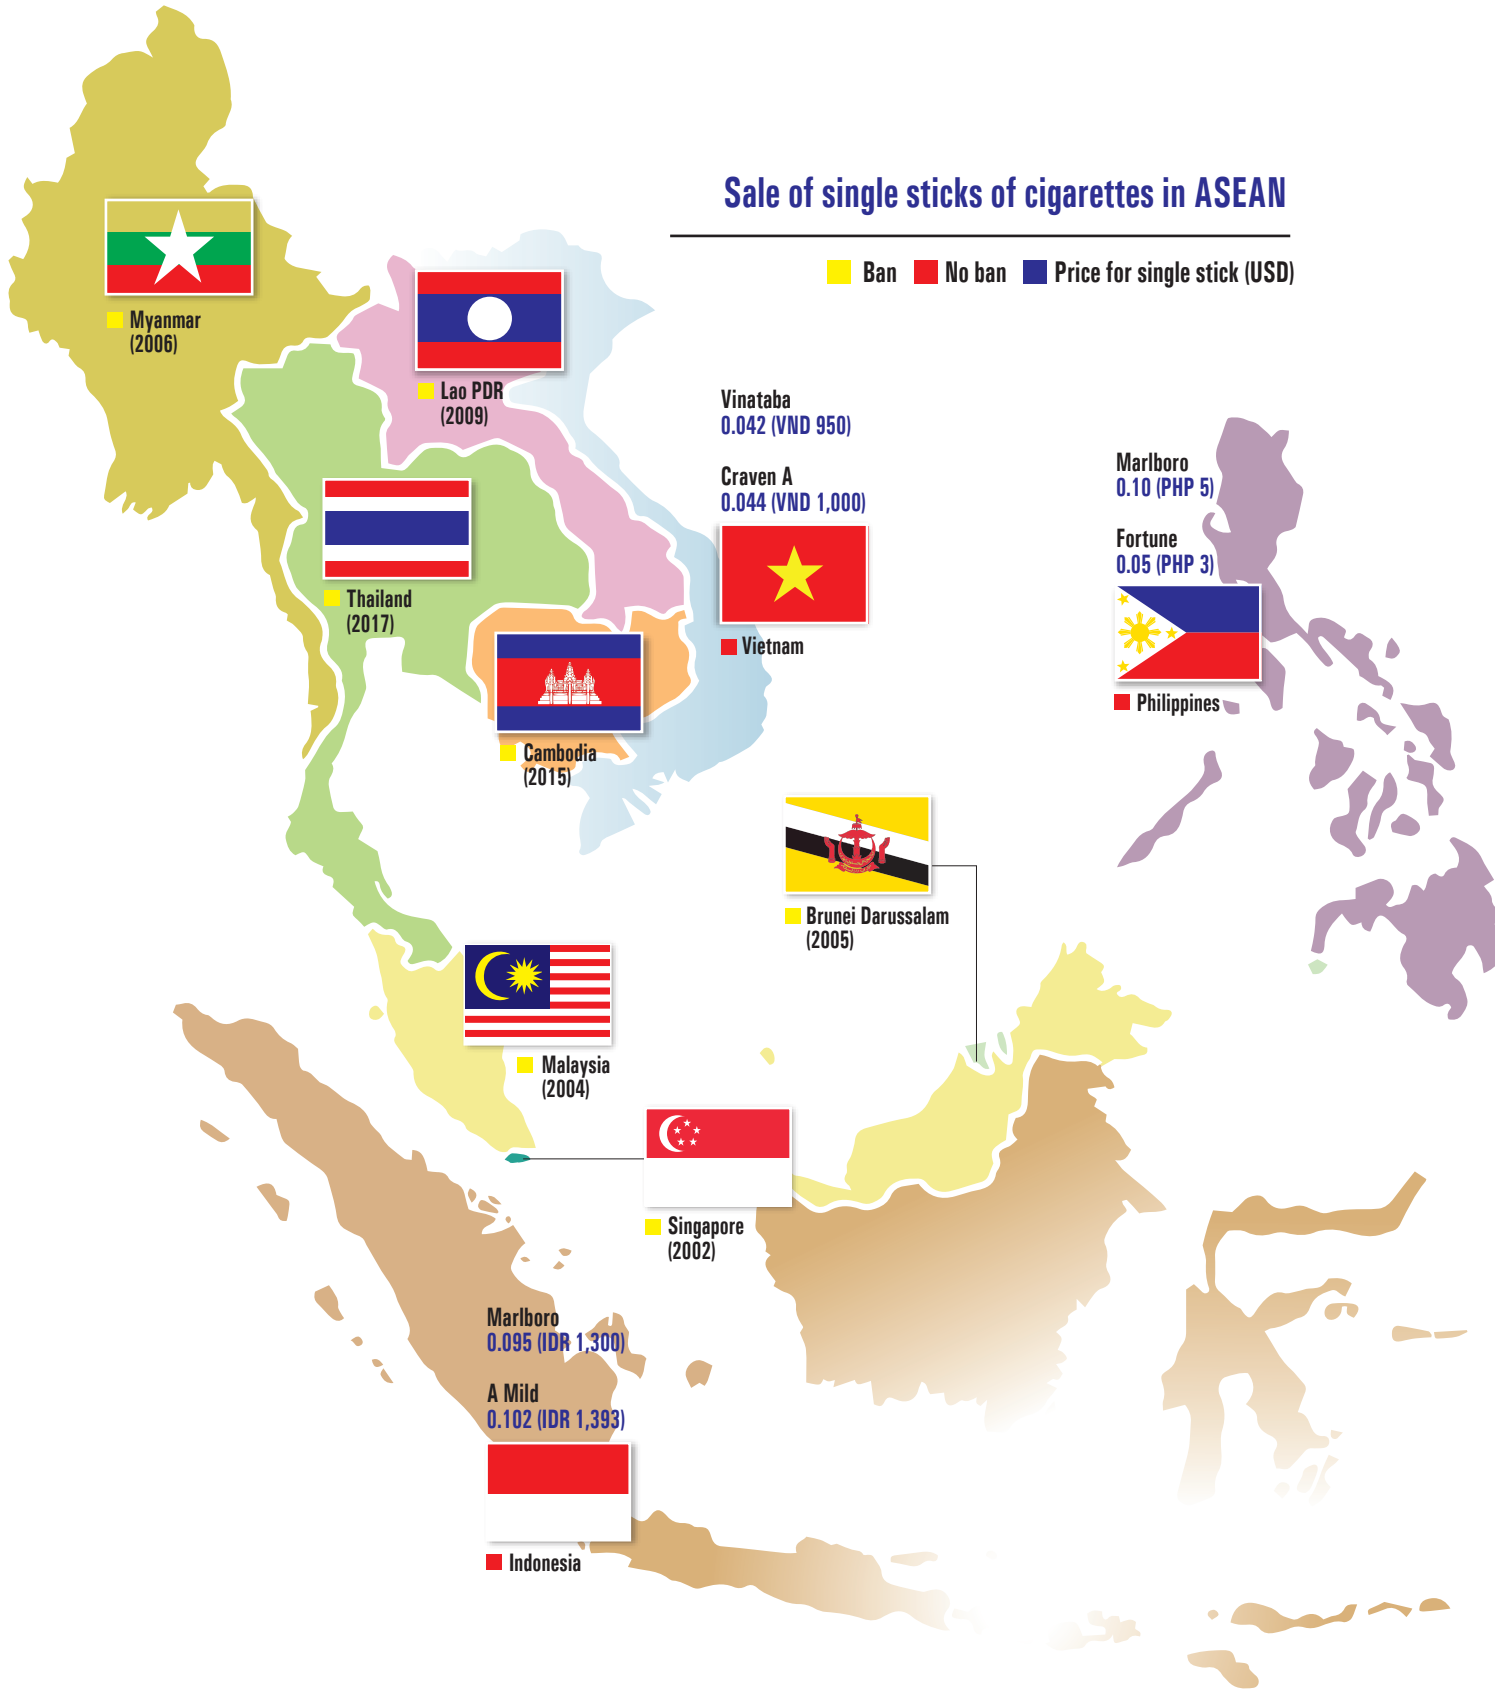 Sale of single sticks of cigarettes in ASEAN
Ban No ban Price for single stick (USD)
Myanmar
(2006)
Lao PDR
(2009)
Vinataba
0.042 (VND 950)
Craven A
0.044 (VND 1,000)
Vietnam
Marlboro
0.10 (PHP 5)
Fortune
0.05 (PHP 3)
Philippines
Thailand
(2017)
Cambodia
(2015)
Brunei Darussalam
(2005)
Malaysia
(2004)
Singapore
(2002)
Marlboro
0.095 (IDR 1,300)
A Mild
0.102 (IDR 1,393)
Indonesia